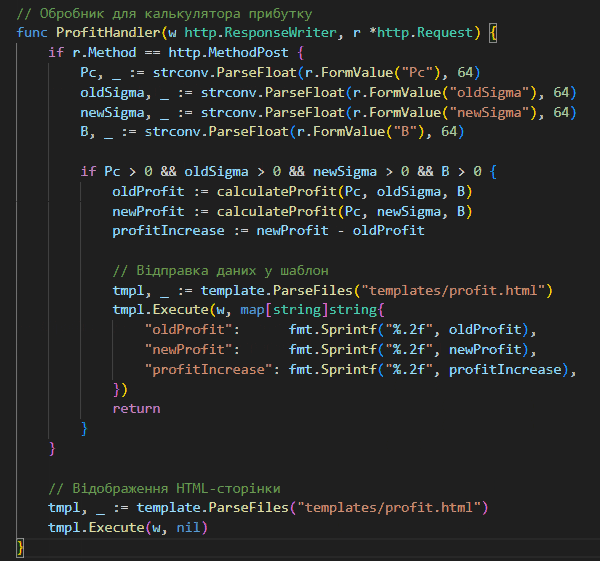 // Обробник для калькулятора прибутку
func ProfitHandler(w http.ResponseWriter, r *http.Request) {
    if r.Method == http.MethodPost {
        Pc, _ := strconv.ParseFloat(r.FormValue("Pc"), 64)
        oldSigma, _ := strconv.ParseFloat(r.FormValue("oldSigma"), 64)
        newSigma, _ := strconv.ParseFloat(r.FormValue("newSigma"), 64)
        B, _ := strconv.ParseFloat(r.FormValue("B"), 64)

        if Pc > 0 && oldSigma > 0 && newSigma > 0 && B > 0 {
            oldProfit := calculateProfit(Pc, oldSigma, B)
            newProfit := calculateProfit(Pc, newSigma, B)
            profitIncrease := newProfit - oldProfit

            // Відправка даних у шаблон
            tmpl, _ := template.ParseFiles("templates/profit.html")
            tmpl.Execute(w, map[string]string{
                "oldProfit":      fmt.Sprintf("%.2f", oldProfit),
                "newProfit":      fmt.Sprintf("%.2f", newProfit),
                "profitIncrease": fmt.Sprintf("%.2f", profitIncrease),
            })
            return
        }
    }

    // Відображення HTML-сторінки
    tmpl, _ := template.ParseFiles("templates/profit.html")
    tmpl.Execute(w, nil)
}